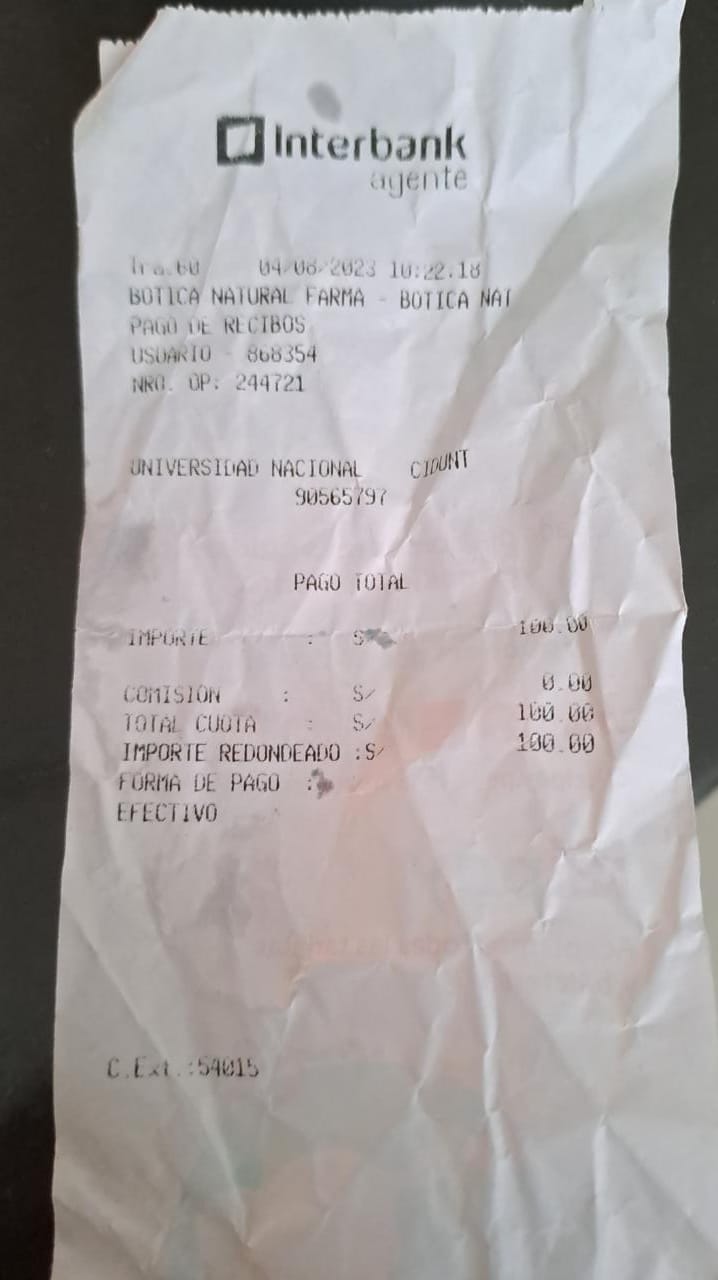 Interbank
agente
Tra.60 04/08/2023 10:22:18
BOTICA NATURAL FARMA - BOTICA NAT
PAGO DE RECIBOS
USUARIO - 868354
NRO. OP: 244721
UNIVERSIDAD NACIONAL CIDUNT
90565797
PAGO TOTAL
IMPORTE : S/ 100.00
COMISION : S/ 0.00
TOTAL CUOTA : S/ 100.00
IMPORTE REDONDEADO :S/ 100.00
FORMA DE PAGO :
EFECTIVO
C.Ext.:54015